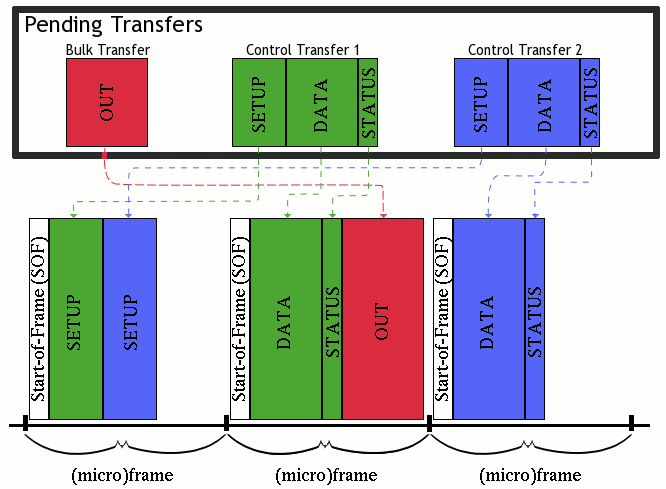 Pending Transfers
Bulk Transfer
Control Transfer 1
Control Transfer 2
OUT
SETUP
DATA
STATUS
SETUP
DATA
STATUS
Start-of-Frame (SOF)
SETUP
SETUP
Start-of-Frame (SOF)
DATA
STATUS
OUT
Start-of-Frame (SOF)
DATA
STATUS
(micro)frame
(micro)frame
(micro)frame